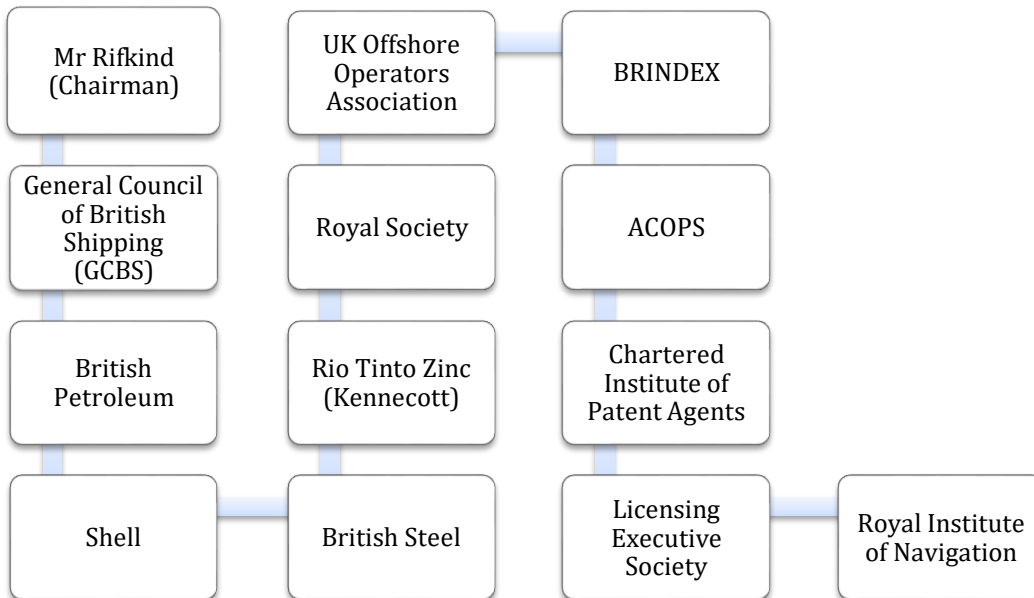 Mr Rifkind
(Chairman)
General Council
of British
Shipping
(GCBS)
British
Petroleum
Shell
British Steel
Rio Tinto Zinc
(Kennecott)
Royal Society
UK Offshore
Operators
Association
BRINDEX
ACOPS
Chartered
Institute of
Patent Agents
Licensing
Executive
Society
Royal Institute
of Navigation